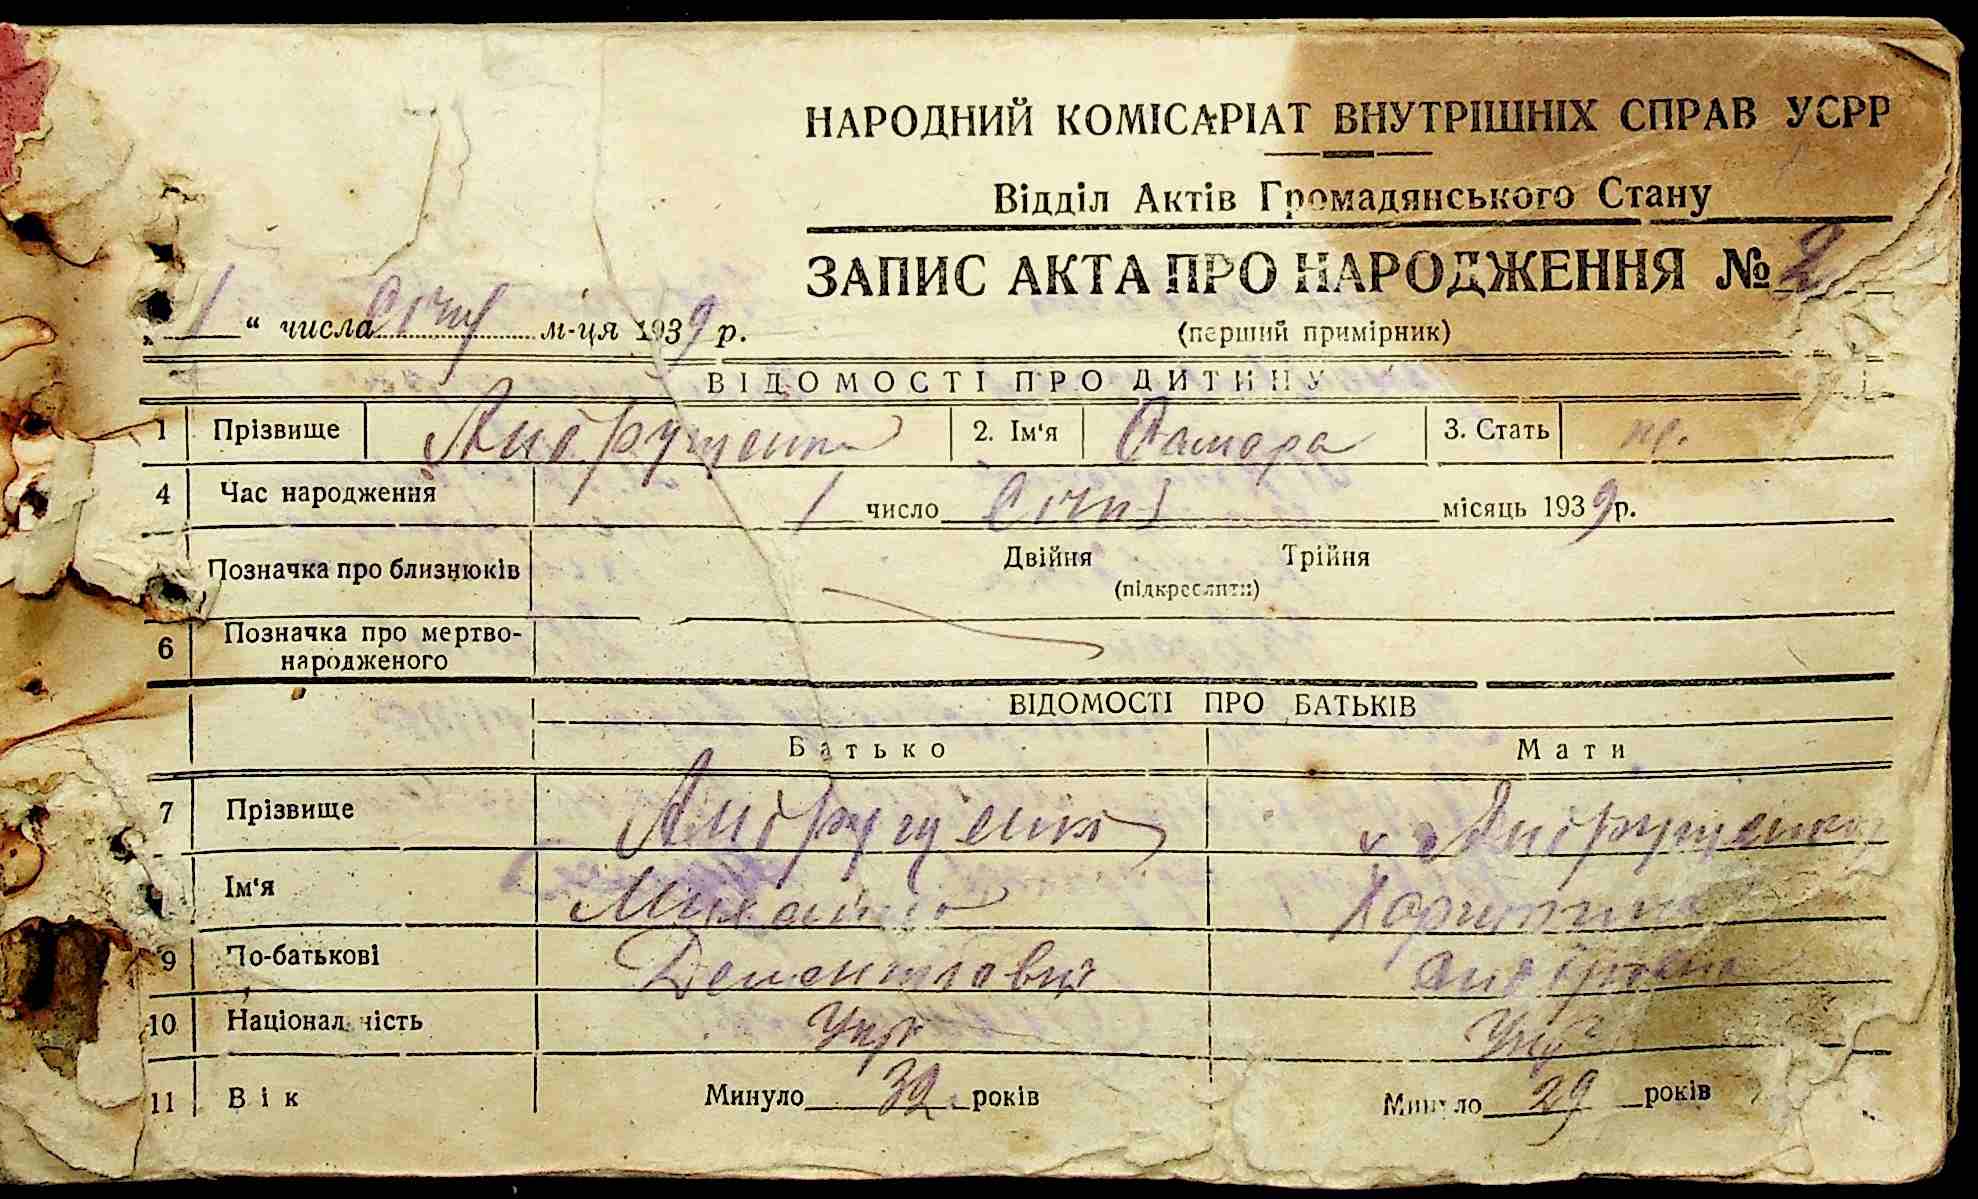 НАРОДНИЙ КОМІСАРІАТ ВНУТРІШНІХ СПРАВ УСРР
Відділ Актів Громадянського Стану
ЗАПИС АКТА ПРО НАРОДЖЕННЯ № 2
„ 1 “ числа Січня м-ця 1939 р.
(перший примірник)
ВІДОМОСТІ ПРО ДИТИНУ
1 Прізвище Андрущенко 2. Ім'я 3. Стать
4 Час народження 1 число Січня місяць 1939 р.
Позначка про близнюків Двійня Трійня
(підкреслити)
6 Позначка про мертво-
народженого
ВІДОМОСТІ ПРО БАТЬКІВ
Батько Мати
7 Прізвище Андрущенко Андрущенко
Ім'я Михайло
9 По-батькові Дементьович Андріївна
10 Національність Укр Укр
11 Вік Минуло 32 років Минуло 29 років